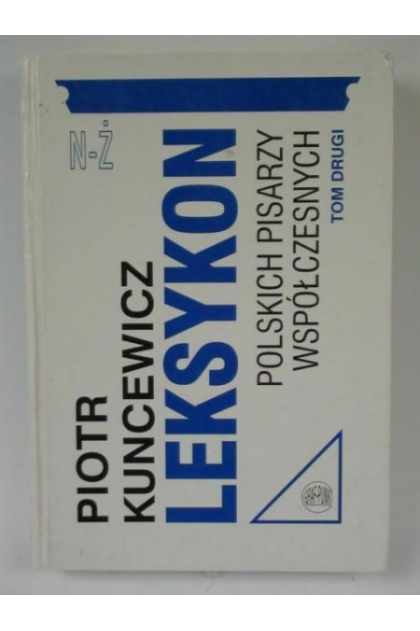 N-Ż
PIOTR
KUNCEWICZ
LEKSYKON
POLSKICH PISARZY
WSPÓŁCZESNYCH
TOM DRUGI